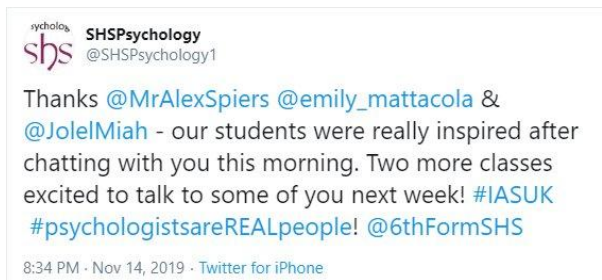 sycholog
shs
SHSPsychology
@SHSPsychology1
Thanks @MrAlexSpiers @emily_mattacola &
@JolelMiah - our students were really inspired after
chatting with you this morning. Two more classes
excited to talk to some of you next week! #IASUK
#psychologistsareREALpeople! @6thFormSHS
8:34 PM · Nov 14, 2019 · Twitter for iPhone